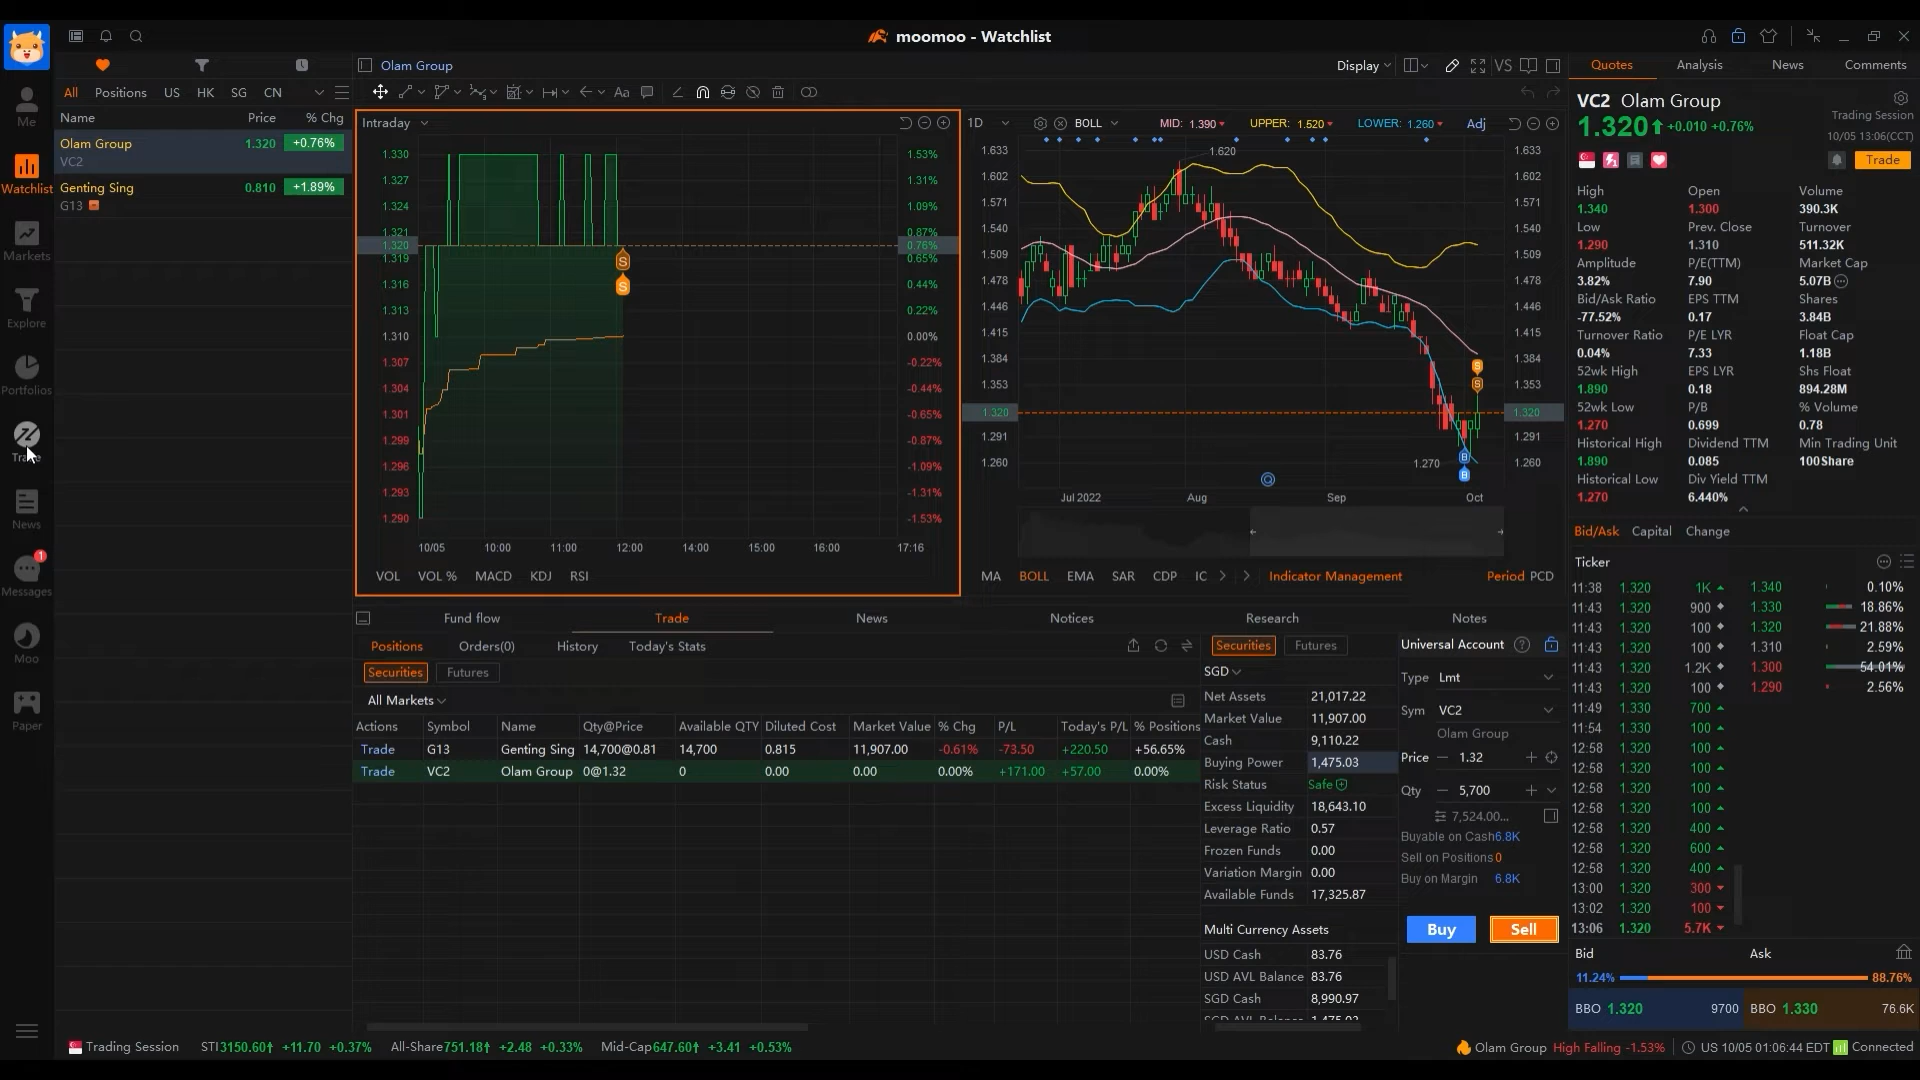 moomoo - Watchlist
Me
Watchlist
Markets
Explore
Portfolios
News
1
Messages
Moo
Paper
All Positions US HK SG CN
Name Price % Chg
Olam Group 1.320 +0.76%
VC2
Genting Sing 0.810 +1.89%
G13
Olam Group
Display
VS
Aa
Intraday
1.330 1.53%
1.327 1.31%
1.324 1.09%
1.321 0.87%
1.320 0.76%
1.319 0.65%
1.316 0.44%
1.313 0.22%
1.310 0.00%
1.307 -0.22%
1.304 -0.44%
1.301 -0.65%
1.299 -0.87%
1.296 -1.09%
1.293 -1.31%
1.290 -1.53%
S
S
10/05 10:00 11:00 12:00 14:00 15:00 16:00 17:16
VOL VOL % MACD KDJ RSI
1D BOLL MID: 1.390 UPPER: 1.520 LOWER: 1.260 Adj
1.620
1.633 1.633
1.602 1.602
1.571 1.571
1.540 1.540
1.509 1.509
1.478 1.478
1.446 1.446
1.415 1.415
1.384 1.384
1.353 1.353
1.320 1.320
1.291 1.291
1.260 1.260
S
S
1.270
B
B
Jul 2022 Aug Sep Oct
MA BOLL EMA SAR CDP IC Indicator Management Period PCD
Fund flow Trade News Notices Research Notes
Positions Orders(0) History Today's Stats
Securities Futures
All Markets
Actions Symbol Name Qty@Price Available QTY Diluted Cost Market Value % Chg P/L Today's P/L % Positions
Trade G13 Genting Sing 14,700@0.81 14,700 0.815 11,907.00 -0.61% -73.50 +220.50 +56.65%
Trade VC2 Olam Group 0@1.32 0 0.00 0.00 0.00% +171.00 +57.00 0.00%
Securities Futures
SGD
Net Assets 21,017.22
Market Value 11,907.00
Cash 9,110.22
Buying Power 1,475.03
Risk Status Safe
Excess Liquidity 18,643.10
Leverage Ratio 0.57
Frozen Funds 0.00
Variation Margin 0.00
Available Funds 17,325.87
Multi Currency Assets
USD Cash 83.76
USD AVL Balance 83.76
SGD Cash 8,990.97
Universal Account
Type Lmt
Sym VC2
Olam Group
Price 1.32
Qty 5,700
7,524.00...
Buyable on Cash 6.8K
Sell on Positions 0
Buy on Margin 6.8K
Buy Sell
Quotes Analysis News Comments
VC2 Olam Group
1.320 +0.010 +0.76%
Trading Session
10/05 13:06(CCT)
Trade
High Open Volume
1.340 1.300 390.3K
Low Prev. Close Turnover
1.290 1.310 511.32K
Amplitude P/E(TTM) Market Cap
3.82% 7.90 5.07B
Bid/Ask Ratio EPS TTM Shares
-77.52% 0.17 3.84B
Turnover Ratio P/E LYR Float Cap
0.04% 7.33 1.18B
52wk High EPS LYR Shs Float
1.890 0.18 894.28M
52wk Low P/B % Volume
1.270 0.699 0.78
Historical High Dividend TTM Min Trading Unit
1.890 0.085 100Share
Historical Low Div Yield TTM
1.270 6.440%
Bid/Ask Capital Change
Ticker
11:38 1.320 1K 1.340 0.10%
11:43 1.320 900 1.330 18.86%
11:43 1.320 100 1.320 21.88%
11:43 1.320 100 1.310 2.59%
11:43 1.320 1.2K 1.300 54.01%
11:43 1.320 100 1.290 2.56%
11:49 1.330 700
11:54 1.330 100
12:58 1.320 100
12:58 1.320 100
12:58 1.320 100
12:58 1.320 100
12:58 1.320 400
12:58 1.320 600
12:58 1.320 400
13:00 1.320 300
13:02 1.320 100
13:06 1.320 5.7K
Bid Ask
11.24% 88.76%
BBO 1.320 9700 BBO 1.330 76.6K
Trading Session STI 3150.60 +11.70 +0.37% All-Share 751.18 +2.48 +0.33% Mid-Cap 647.60 +3.41 +0.53%
Olam Group High Falling -1.53% US 10/05 01:06:44 EDT Connected